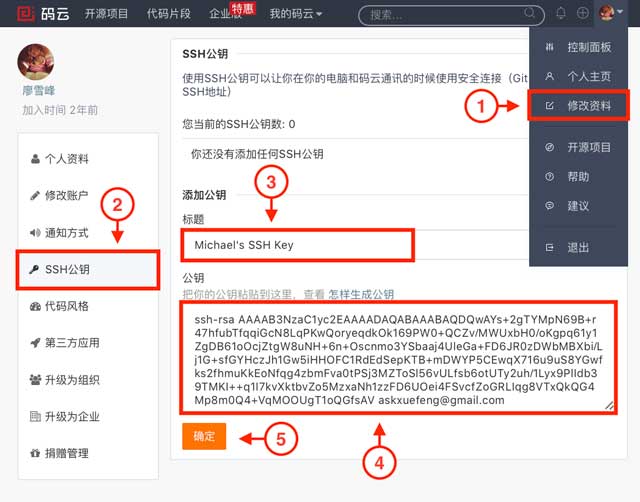 码云 开源项目 代码片段 企业版 特惠 我的码云 搜索...
控制面板
个人主页
修改资料
开源项目
帮助
建议
退出
1
廖雪峰
加入时间 2年前
个人资料
修改账户
通知方式
SSH公钥
代码风格
第三方应用
升级为组织
升级为企业
捐赠管理
2
SSH公钥
使用SSH公钥可以让你在你的电脑和码云通讯的时候使用安全连接（Git
SSH地址）
您当前的SSH公钥数: 0
你还没有添加任何SSH公钥
添加公钥
3
标题
Michael's SSH Key
公钥
把你的公钥粘贴到这里，查看 怎样生成公钥
ssh-rsa AAAAB3NzaC1yc2EAAAADAQABAAABAQDQwAYs+2gTYMpN69B+r
47hfubTfqqiGcN8LqPKwQoryeqdkOk169PW0+QCZv/MWUxbH0/oKgpq61y1
ZgDB61oOcjZtgW8uNH+6n+Oscnmo3YSbaaj4UleGa+FD6JR0zDWbMBXbi/L
j1G+sfGYHczJh1Gw5iHHOFC1RdEdSepKTB+mDWYP5CEwqX716u9uS8YGwf
ks2fhmuKkEoNfqg4zbmFva0tPSj3MZToSl56vULfsb6otUTy2uh/1Lyx9PIIdb3
9TMKI++q1l7kvXktbvZo5MzxaNh1zzFD6UOei4FSvcfZoGRLlqg8VTxQkQG4
Mp8m0Q4+VqMOOUgT1oQGfsAV askxuefeng@gmail.com
确定
5
4